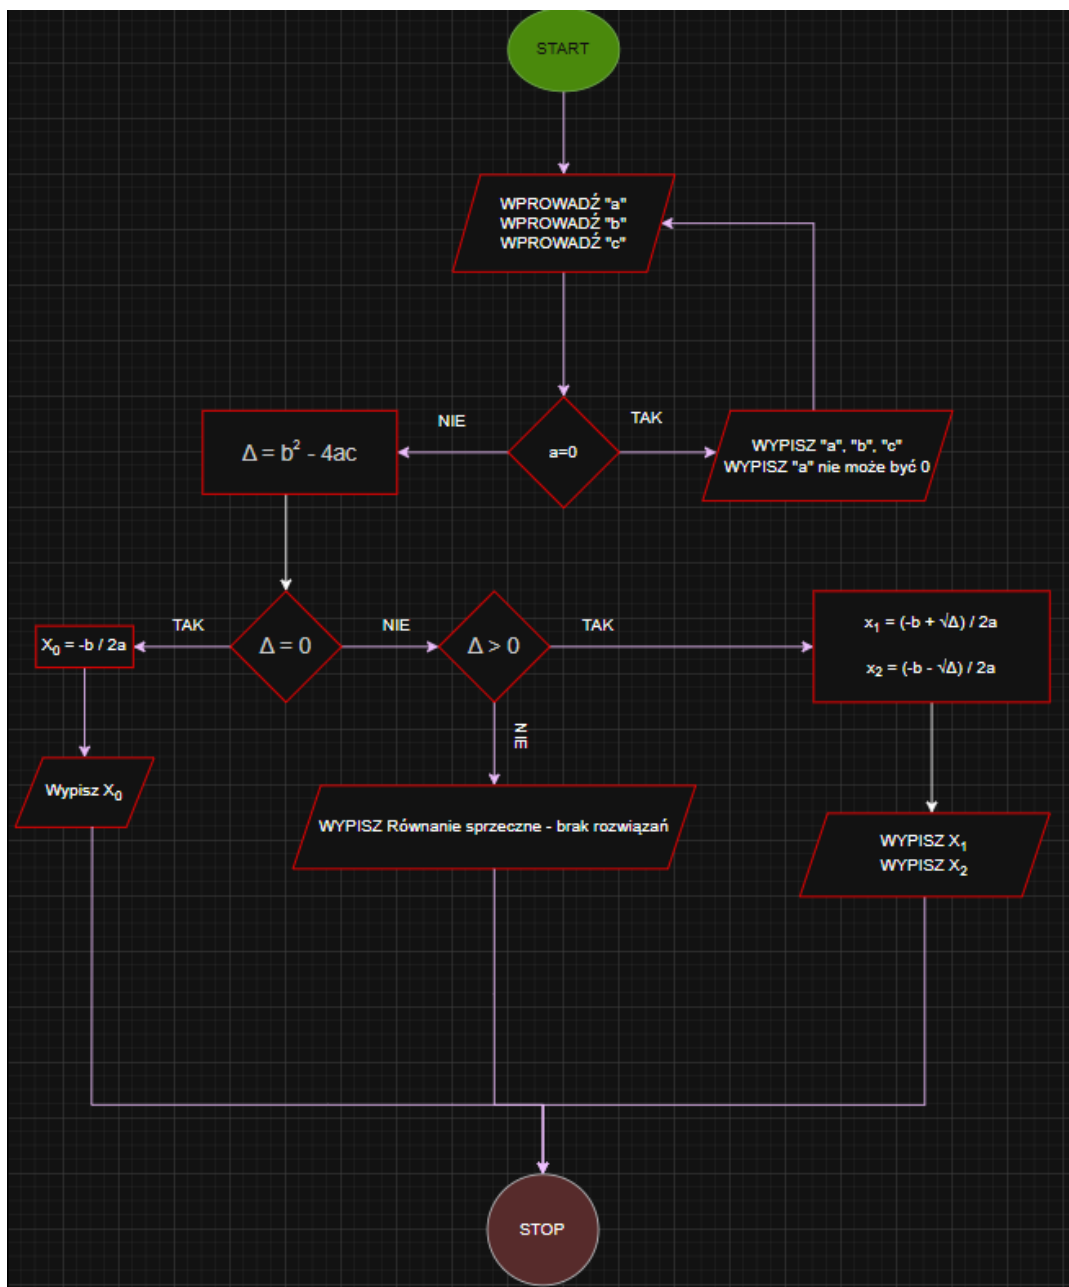 START
WPROWADŹ "a"
WPROWADŹ "b"
WPROWADŹ "c"
NIE
TAK
Δ = b² - 4ac
a=0
WYPISZ "a", "b", "c"
WYPISZ "a" nie może być 0
TAK
NIE
TAK
X₀ = -b / 2a
Δ = 0
Δ > 0
x₁ = (-b + √Δ) / 2a
x₂ = (-b - √Δ) / 2a
NIE
Wypisz X₀
WYPISZ Równanie sprzeczne - brak rozwiązań
WYPISZ X₁
WYPISZ X₂
STOP